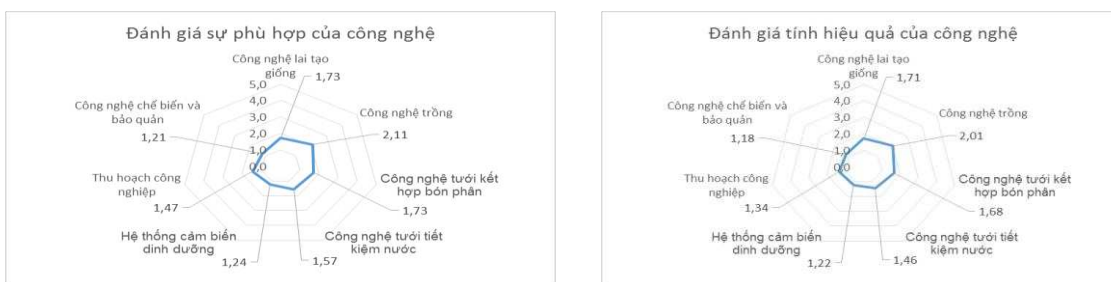 Đánh giá sự phù hợp của công nghệ
Công nghệ lai tạo
giống
1,73
5,0
4,0
3,0
2,0
1,0
0,0
Công nghệ trồng
2,11
Công nghệ tưới kết
hợp bón phân
1,73
Công nghệ tưới tiết
kiệm nước
1,57
Hệ thống cảm biến
dinh dưỡng
1,24
Thu hoạch công
nghiệp
1,47
Công nghệ chế biến và
bảo quản
1,21
Đánh giá tính hiệu quả của công nghệ
Công nghệ lai tạo
giống
1,71
5,0
4,0
3,0
2,0
1,0
0,0
Công nghệ trồng
2,01
Công nghệ tưới kết
hợp bón phân
1,68
Công nghệ tưới tiết
kiệm nước
1,46
Hệ thống cảm biến
dinh dưỡng
1,22
Thu hoạch công
nghiệp
1,34
Công nghệ chế biến và
bảo quản
1,18